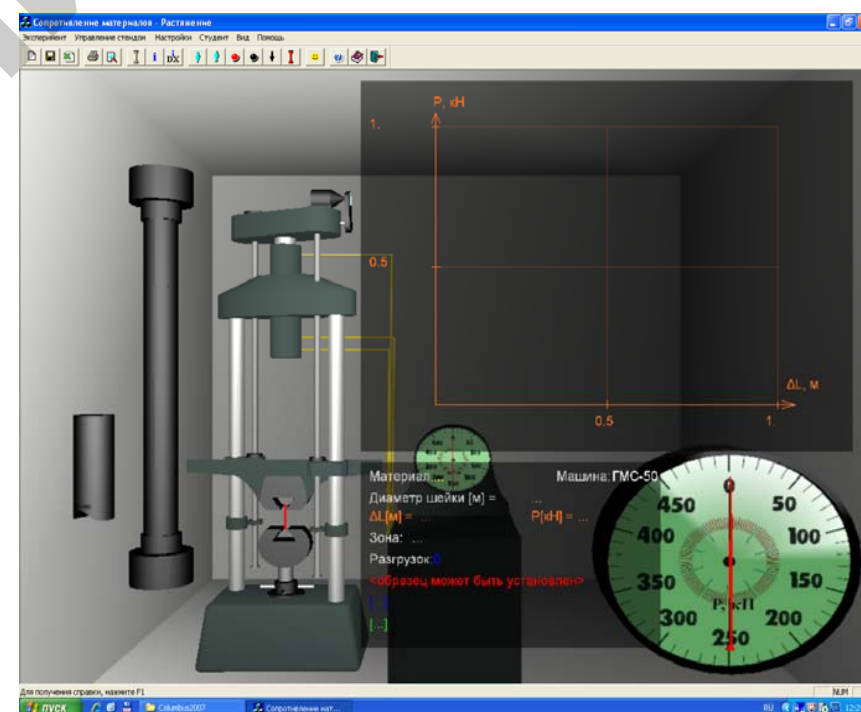 Сопротивление материалов - Растяжение
Эксперимент Управление стендом Настройки Студент Вид Помощь
P, кН
1.
0.5
ΔL, м
0.5
1.
Материал:...
Машина: ГМС-50
Диаметр шейки [м] = ...
ΔL[м] = ...
P[кН] = ...
Зона: ...
Разгрузок:0
<образец может быть установлен>
[...]
[...]
0
450
50
400
100
350
150
P, кН
300
200
250
Для получения справки, нажмите F1
NUM
пуск
Columbus2007
Сопротивление мат...
RU